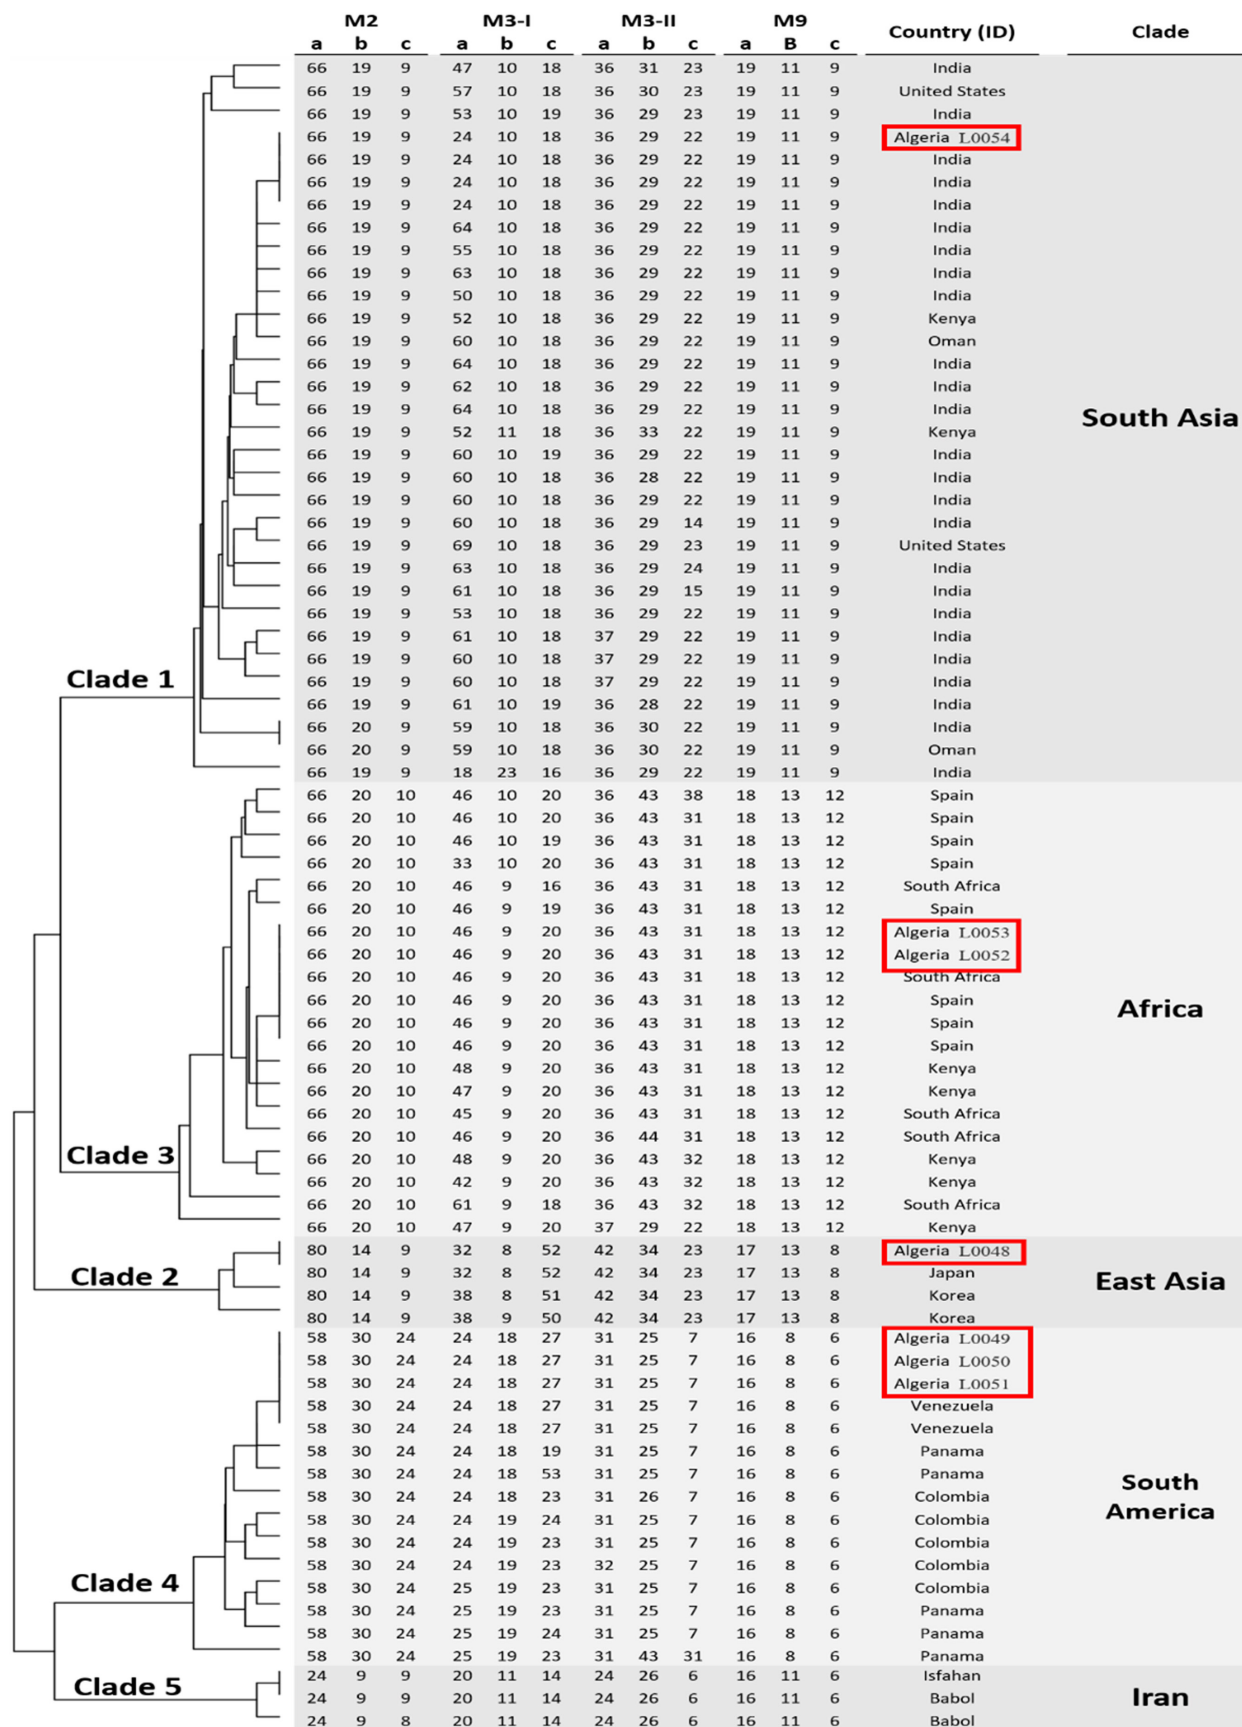 M2 M3-I M3-II M9 Country (ID) Clade
a b c a b c a b c a B c
66 19 9 47 10 18 36 31 23 19 11 9 India
66 19 9 57 10 18 36 30 23 19 11 9 United States
66 19 9 53 10 19 36 29 23 19 11 9 India
66 19 9 24 10 18 36 29 22 19 11 9 Algeria L0054
66 19 9 24 10 18 36 29 22 19 11 9 India
66 19 9 24 10 18 36 29 22 19 11 9 India
66 19 9 24 10 18 36 29 22 19 11 9 India
66 19 9 64 10 18 36 29 22 19 11 9 India
66 19 9 55 10 18 36 29 22 19 11 9 India
66 19 9 63 10 18 36 29 22 19 11 9 India
66 19 9 50 10 18 36 29 22 19 11 9 India
66 19 9 52 10 18 36 29 22 19 11 9 Kenya
66 19 9 60 10 18 36 29 22 19 11 9 Oman
66 19 9 64 10 18 36 29 22 19 11 9 India
66 19 9 62 10 18 36 29 22 19 11 9 India
66 19 9 64 10 18 36 29 22 19 11 9 India
South Asia
66 19 9 52 11 18 36 33 22 19 11 9 Kenya
66 19 9 60 10 19 36 29 22 19 11 9 India
66 19 9 60 10 18 36 28 22 19 11 9 India
66 19 9 60 10 18 36 29 22 19 11 9 India
66 19 9 60 10 18 36 29 14 19 11 9 India
66 19 9 69 10 18 36 29 23 19 11 9 United States
66 19 9 63 10 18 36 29 24 19 11 9 India
66 19 9 61 10 18 36 29 15 19 11 9 India
66 19 9 53 10 18 36 29 22 19 11 9 India
66 19 9 61 10 18 37 29 22 19 11 9 India
66 19 9 60 10 18 37 29 22 19 11 9 India
Clade 1 66 19 9 60 10 18 37 29 22 19 11 9 India
66 19 9 61 10 19 36 28 22 19 11 9 India
66 20 9 59 10 18 36 30 22 19 11 9 India
66 20 9 59 10 18 36 30 22 19 11 9 Oman
66 19 9 18 23 16 36 29 22 19 11 9 India
66 20 10 46 10 20 36 43 38 18 13 12 Spain
66 20 10 46 10 20 36 43 31 18 13 12 Spain
66 20 10 46 10 19 36 43 31 18 13 12 Spain
66 20 10 33 10 20 36 43 31 18 13 12 Spain
66 20 10 46 9 16 36 43 31 18 13 12 South Africa
66 20 10 46 9 19 36 43 31 18 13 12 Spain
66 20 10 46 9 20 36 43 31 18 13 12 Algeria L0053
66 20 10 46 9 20 36 43 31 18 13 12 Algeria L0052
66 20 10 46 9 20 36 43 31 18 13 12 South Africa
66 20 10 46 9 20 36 43 31 18 13 12 Spain
Africa
66 20 10 46 9 20 36 43 31 18 13 12 Spain
66 20 10 46 9 20 36 43 31 18 13 12 Spain
66 20 10 48 9 20 36 43 31 18 13 12 Kenya
66 20 10 47 9 20 36 43 31 18 13 12 Kenya
66 20 10 45 9 20 36 43 31 18 13 12 South Africa
66 20 10 46 9 20 36 44 31 18 13 12 South Africa
Clade 3 66 20 10 48 9 20 36 43 32 18 13 12 Kenya
66 20 10 42 9 20 36 43 32 18 13 12 Kenya
66 20 10 61 9 18 36 43 32 18 13 12 South Africa
66 20 10 47 9 20 37 29 22 18 13 12 Kenya
80 14 9 32 8 52 42 34 23 17 13 8 Algeria L0048
Clade 2 80 14 9 32 8 52 42 34 23 17 13 8 Japan East Asia
80 14 9 38 8 51 42 34 23 17 13 8 Korea
80 14 9 38 9 50 42 34 23 17 13 8 Korea
58 30 24 24 18 27 31 25 7 16 8 6 Algeria L0049
58 30 24 24 18 27 31 25 7 16 8 6 Algeria L0050
58 30 24 24 18 27 31 25 7 16 8 6 Algeria L0051
58 30 24 24 18 27 31 25 7 16 8 6 Venezuela
58 30 24 24 18 27 31 25 7 16 8 6 Venezuela
58 30 24 24 18 19 31 25 7 16 8 6 Panama
58 30 24 24 18 53 31 25 7 16 8 6 Panama
South
58 30 24 24 18 23 31 26 7 16 8 6 Colombia
America
58 30 24 24 19 24 31 25 7 16 8 6 Colombia
58 30 24 24 19 23 31 25 7 16 8 6 Colombia
58 30 24 24 19 23 32 25 7 16 8 6 Colombia
Clade 4 58 30 24 25 19 23 31 25 7 16 8 6 Colombia
58 30 24 25 19 23 31 25 7 16 8 6 Panama
58 30 24 25 19 24 31 25 7 16 8 6 Panama
58 30 24 25 19 23 31 43 31 16 8 6 Panama
24 9 9 20 11 14 24 26 6 16 11 6 Isfahan
Clade 5 24 9 9 20 11 14 24 26 6 16 11 6 Babol Iran
24 9 8 20 11 14 24 26 6 16 11 6 Babol